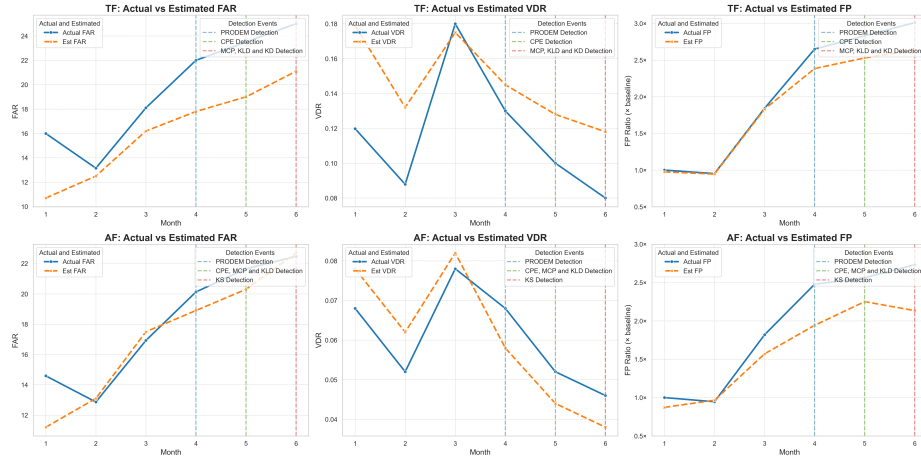 TF: Actual vs Estimated FAR
Actual and Estimated
Actual FAR
Est FAR
Detection Events
PRODEM Detection
CPE Detection
MCP, KLD and KD Detection
FAR
24
22
20
18
16
14
12
10
1 2 3 4 5 6
Month
TF: Actual vs Estimated VDR
Actual and Estimated
Actual VDR
Est VDR
Detection Events
PRODEM Detection
CPE Detection
MCP, KLD and KD Detection
VDR
0.18
0.16
0.14
0.12
0.10
0.08
1 2 3 4 5 6
Month
TF: Actual vs Estimated FP
Actual and Estimated
Actual FP
Est FP
Detection Events
PRODEM Detection
CPE Detection
MCP, KLD and KD Detection
FP Ratio (× baseline)
3.0×
2.5×
2.0×
1.5×
1.0×
0.5×
1 2 3 4 5 6
Month
AF: Actual vs Estimated FAR
Actual and Estimated
Actual FAR
Est FAR
Detection Events
PRODEM Detection
CPE, MCP and KLD Detection
KS Detection
FAR
22
20
18
16
14
12
1 2 3 4 5 6
Month
AF: Actual vs Estimated VDR
Actual and Estimated
Actual VDR
Est VDR
Detection Events
PRODEM Detection
CPE, MCP and KLD Detection
KS Detection
VDR
0.08
0.07
0.06
0.05
0.04
1 2 3 4 5 6
Month
AF: Actual vs Estimated FP
Actual and Estimated
Actual FP
Est FP
Detection Events
PRODEM Detection
CPE, MCP and KLD Detection
KS Detection
FP Ratio (× baseline)
3.0×
2.5×
2.0×
1.5×
1.0×
0.5×
1 2 3 4 5 6
Month